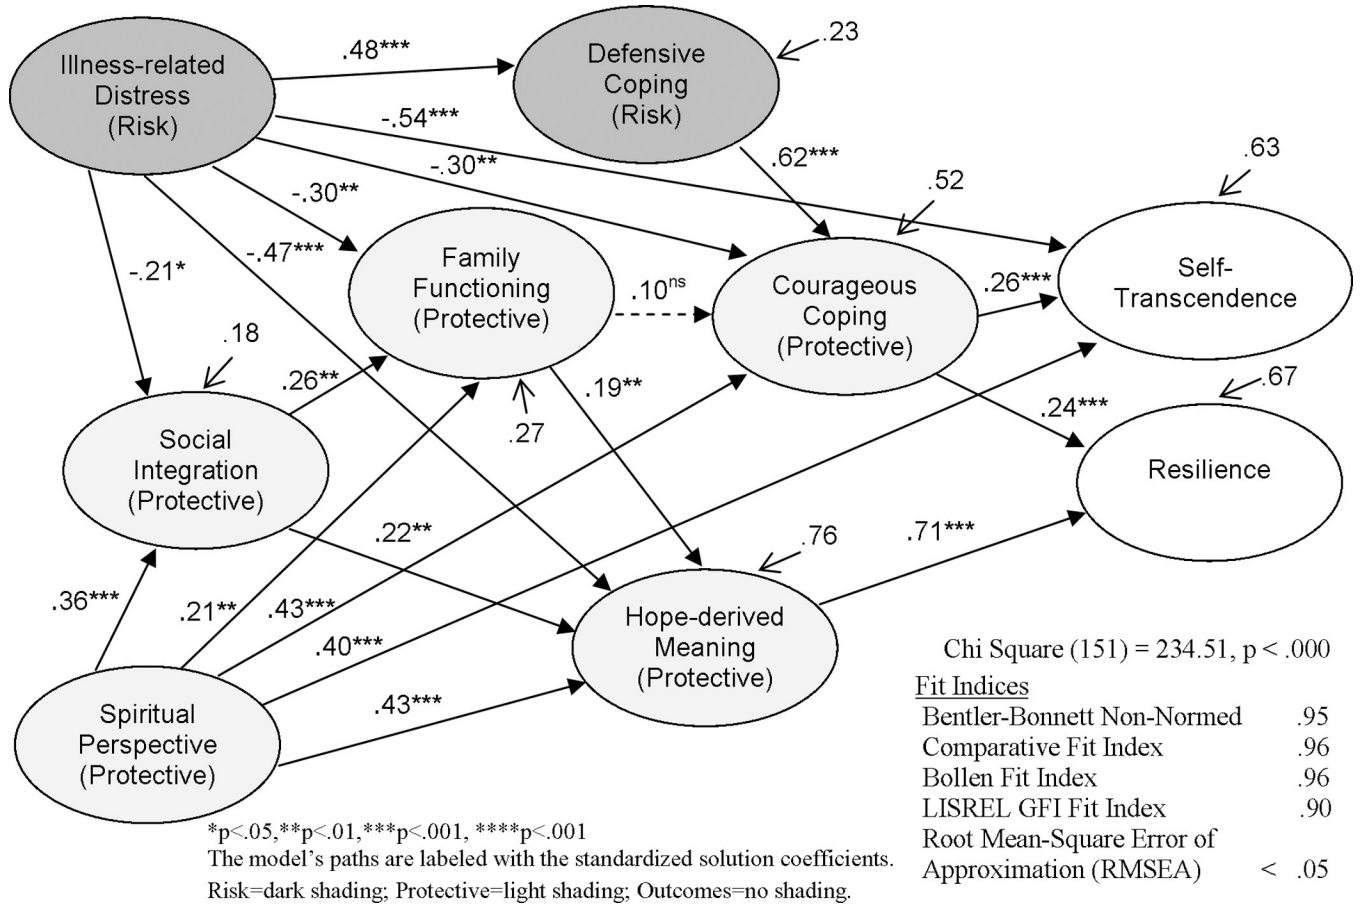 Illness-related
Distress
(Risk)
.48***
Defensive
Coping
(Risk)
.23
-.54***
-.30**
.62***
-.30**
-.47***
-.21*
.52
.63
Family
Functioning
(Protective)
.10ns
Courageous
Coping
(Protective)
.26***
Self-
Transcendence
.18
.26**
.27
.19**
.24***
.67
Social
Integration
(Protective)
Resilience
.22**
.76
.71***
.36***
.21**
.43***
.40***
.43***
Hope-derived
Meaning
(Protective)
Spiritual
Perspective
(Protective)
Chi Square (151) = 234.51, p < .000
Fit Indices
Bentler-Bonnett Non-Normed .95
Comparative Fit Index .96
Bollen Fit Index .96
LISREL GFI Fit Index .90
Root Mean-Square Error of
Approximation (RMSEA) < .05
*p<.05,**p<.01,***p<.001, ****p<.001
The model's paths are labeled with the standardized solution coefficients.
Risk=dark shading; Protective=light shading; Outcomes=no shading.